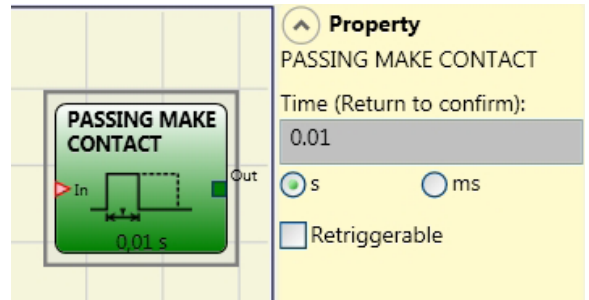 PASSING MAKE
CONTACT
In
Out
0,01 s
Property
PASSING MAKE CONTACT
Time (Return to confirm):
0.01
s
ms
Retriggerable